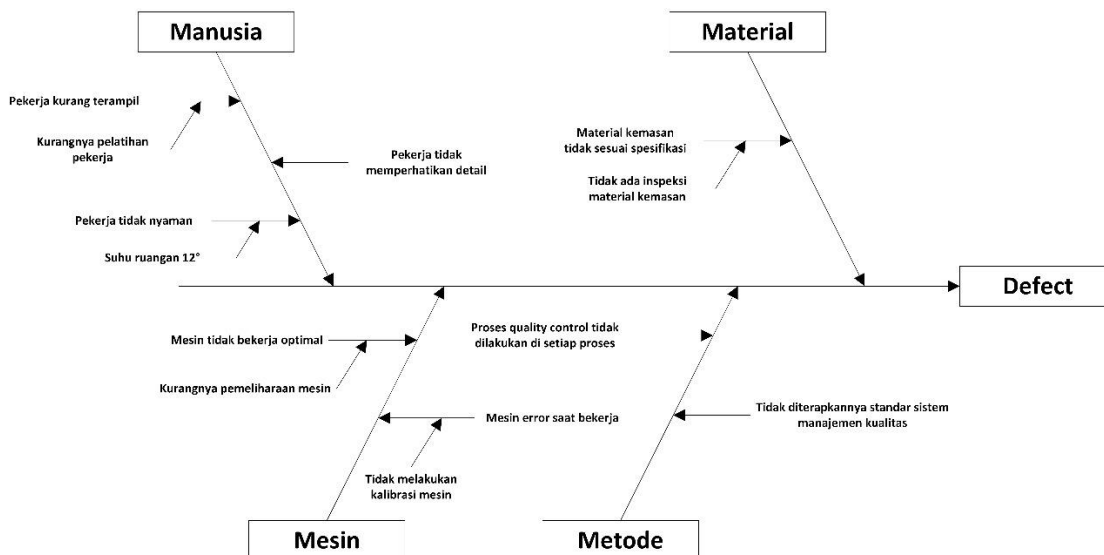 Manusia
Material
Pekerja kurang terampil
Kurangnya pelatihan
pekerja
Pekerja tidak
memperhatikan detail
Pekerja tidak nyaman
Suhu ruangan 12°
Material kemasan
tidak sesuai spesifikasi
Tidak ada inspeksi
material kemasan
Defect
Mesin tidak bekerja optimal
Kurangnya pemeliharaan mesin
Mesin error saat bekerja
Tidak melakukan
kalibrasi mesin
Proses quality control tidak
dilakukan di setiap proses
Tidak diterapkannya standar sistem
manajemen kualitas
Mesin
Metode